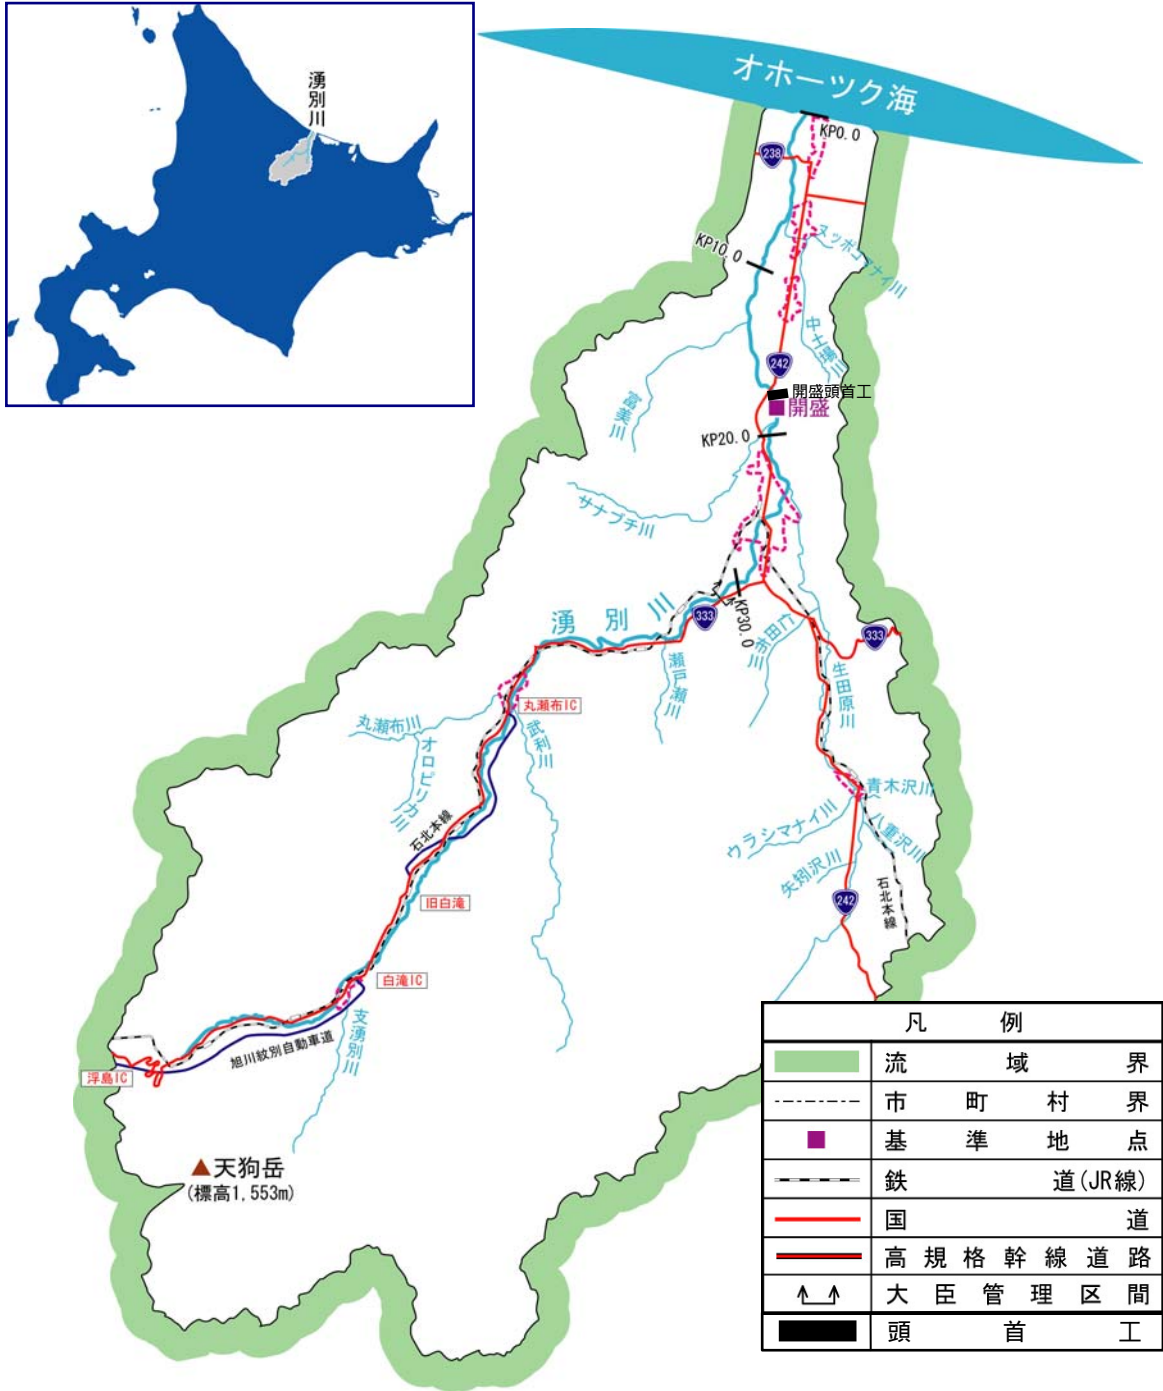 湧別川
オホーツク海
KP0.0
238
ヌッポコマナイ川
KP10.0
中土場川
242
開盛頭首工
開盛
富美川
KP20.0
サナブチ川
湧別川
333
KP30.0
旧市田川
333
瀬戸瀬川
生田原川
丸瀬布IC
丸瀬布川
武利川
オロピリカ川
青木沢川
ウラシマナイ川
八重沢川
石北本線
矢矧沢川
石北本線
242
旧白滝
白滝IC
支湧別川
旭川紋別自動車道
浮島IC
天狗岳
(標高1,553m)
凡例
流域界
市町村界
基準地点
鉄道(JR線)
国道
高規格幹線道路
大臣管理区間
頭首工